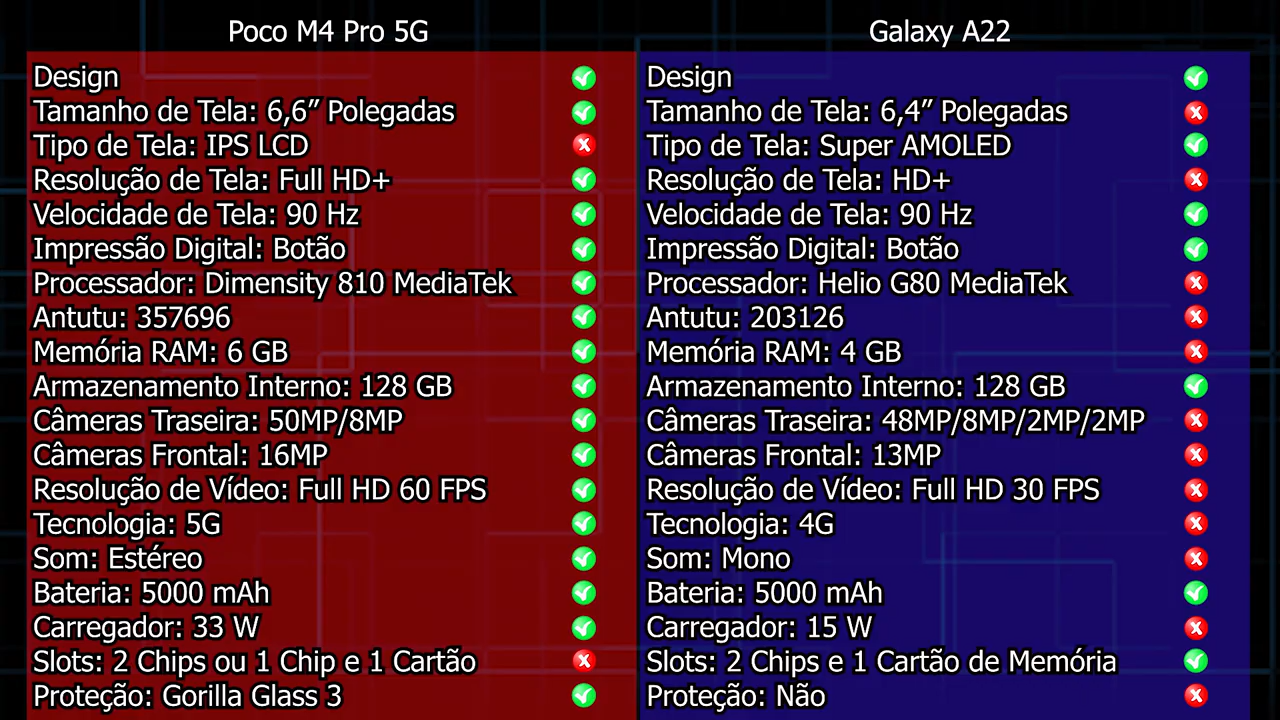 Poco M4 Pro 5G
Design
Tamanho de Tela: 6,6” Polegadas
Tipo de Tela: IPS LCD
Resolução de Tela: Full HD+
Velocidade de Tela: 90 Hz
Impressão Digital: Botão
Processador: Dimensity 810 MediaTek
Antutu: 357696
Memória RAM: 6 GB
Armazenamento Interno: 128 GB
Câmeras Traseira: 50MP/8MP
Câmeras Frontal: 16MP
Resolução de Vídeo: Full HD 60 FPS
Tecnologia: 5G
Som: Estéreo
Bateria: 5000 mAh
Carregador: 33 W
Slots: 2 Chips ou 1 Chip e 1 Cartão
Proteção: Gorilla Glass 3
Galaxy A22
Design
Tamanho de Tela: 6,4” Polegadas
Tipo de Tela: Super AMOLED
Resolução de Tela: HD+
Velocidade de Tela: 90 Hz
Impressão Digital: Botão
Processador: Helio G80 MediaTek
Antutu: 203126
Memória RAM: 4 GB
Armazenamento Interno: 128 GB
Câmeras Traseira: 48MP/8MP/2MP/2MP
Câmeras Frontal: 13MP
Resolução de Vídeo: Full HD 30 FPS
Tecnologia: 4G
Som: Mono
Bateria: 5000 mAh
Carregador: 15 W
Slots: 2 Chips e 1 Cartão de Memória
Proteção: Não